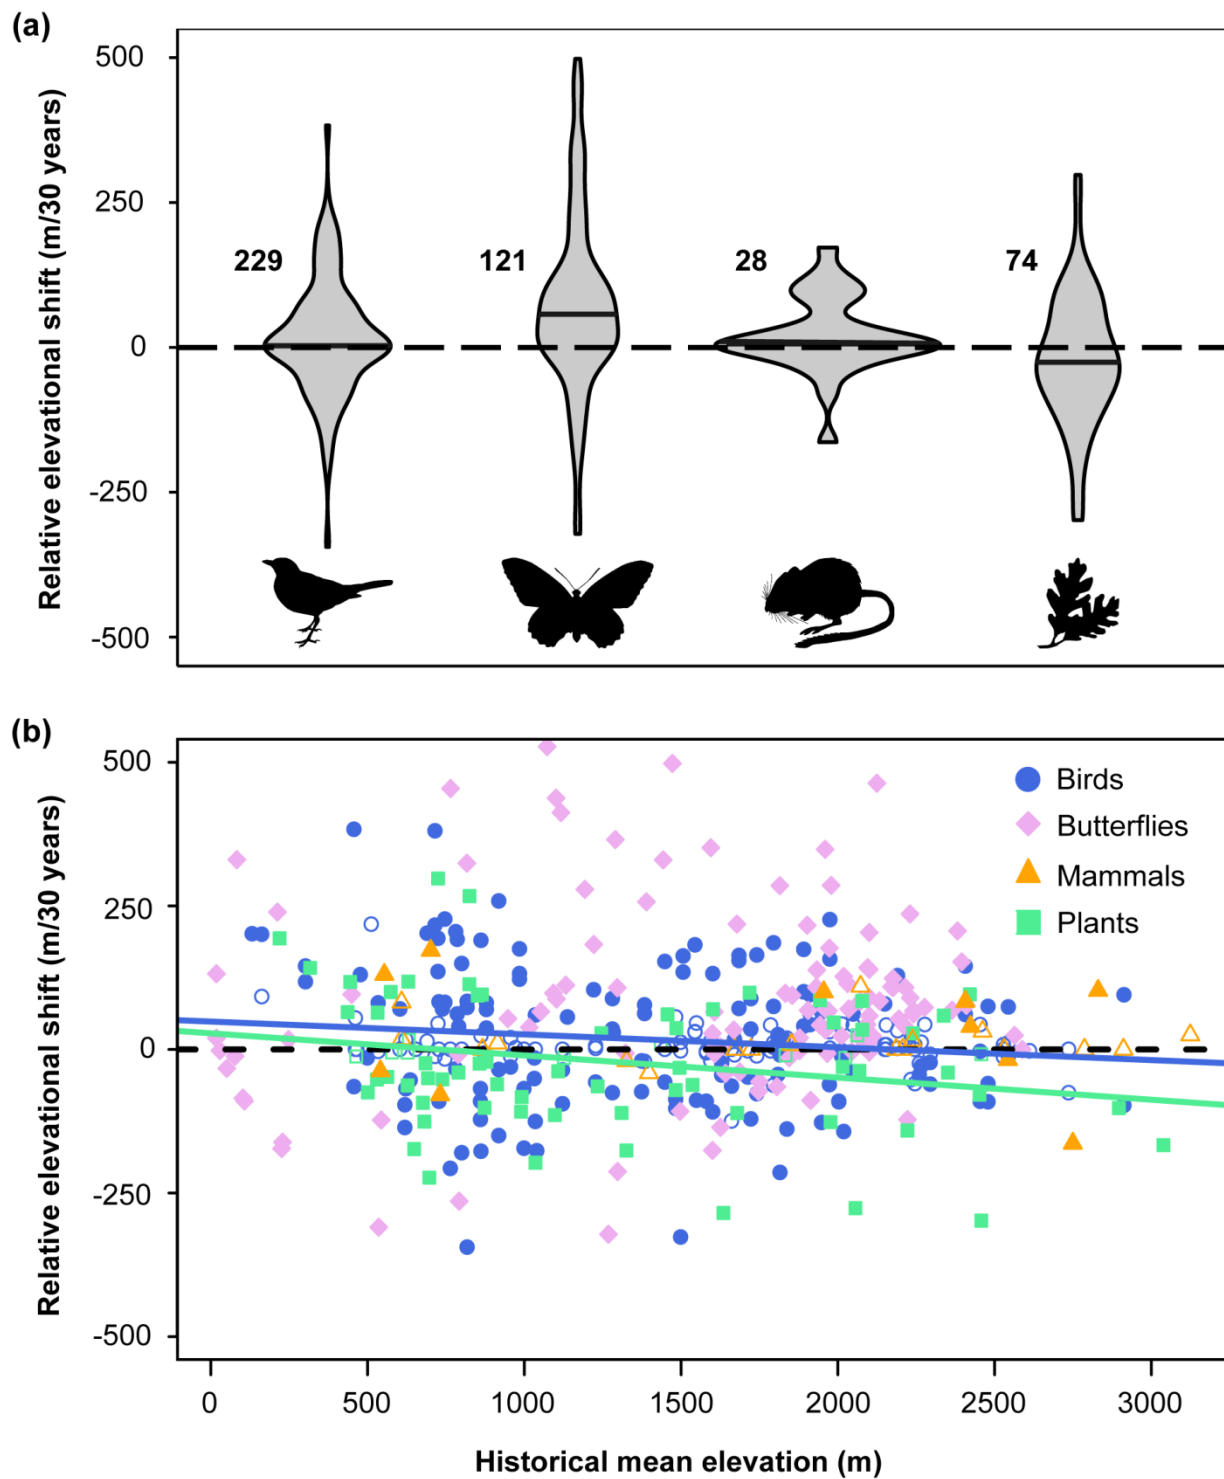 (a)
Relative elevational shift (m/30 years)
500
250
0
-250
-500
229
121
28
74
(b)
Relative elevational shift (m/30 years)
500
250
0
-250
-500
Birds
Butterflies
Mammals
Plants
0 500 1000 1500 2000 2500 3000
Historical mean elevation (m)